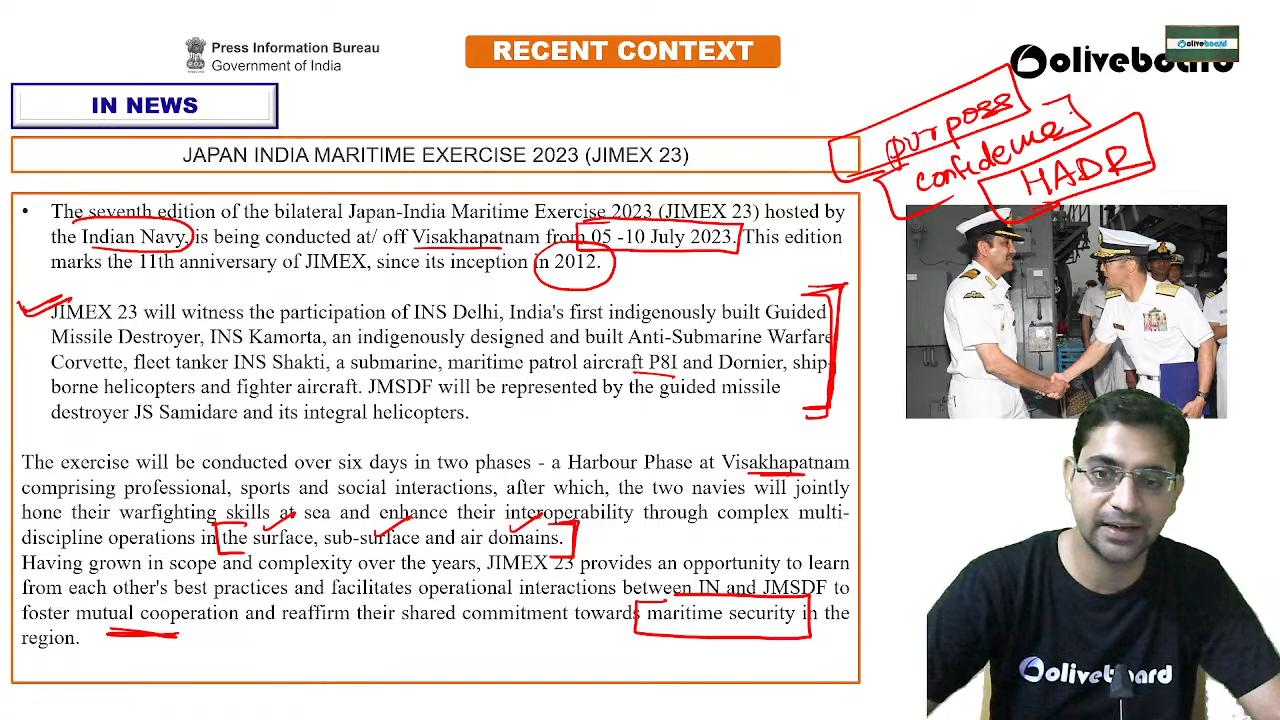 Press Information Bureau
Government of India
RECENT CONTEXT
oliveboard
oliveboard
IN NEWS
JAPAN INDIA MARITIME EXERCISE 2023 (JIMEX 23)
purpose
confidence
HADR
• The seventh edition of the bilateral Japan-India Maritime Exercise 2023 (JIMEX 23) hosted by
the Indian Navy, is being conducted at/ off Visakhapatnam from 05 -10 July 2023. This edition
marks the 11th anniversary of JIMEX, since its inception in 2012.
JIMEX 23 will witness the participation of INS Delhi, India's first indigenously built Guided
Missile Destroyer, INS Kamorta, an indigenously designed and built Anti-Submarine Warfare
Corvette, fleet tanker INS Shakti, a submarine, maritime patrol aircraft P8I and Dornier, ship-
borne helicopters and fighter aircraft. JMSDF will be represented by the guided missile
destroyer JS Samidare and its integral helicopters.
The exercise will be conducted over six days in two phases - a Harbour Phase at Visakhapatnam
comprising professional, sports and social interactions, after which, the two navies will jointly
hone their warfighting skills at sea and enhance their interoperability through complex multi-
discipline operations in the surface, sub-surface and air domains.
Having grown in scope and complexity over the years, JIMEX 23 provides an opportunity to learn
from each other's best practices and facilitates operational interactions between IN and JMSDF to
foster mutual cooperation and reaffirm their shared commitment towards maritime security in the
region.
oliveboard